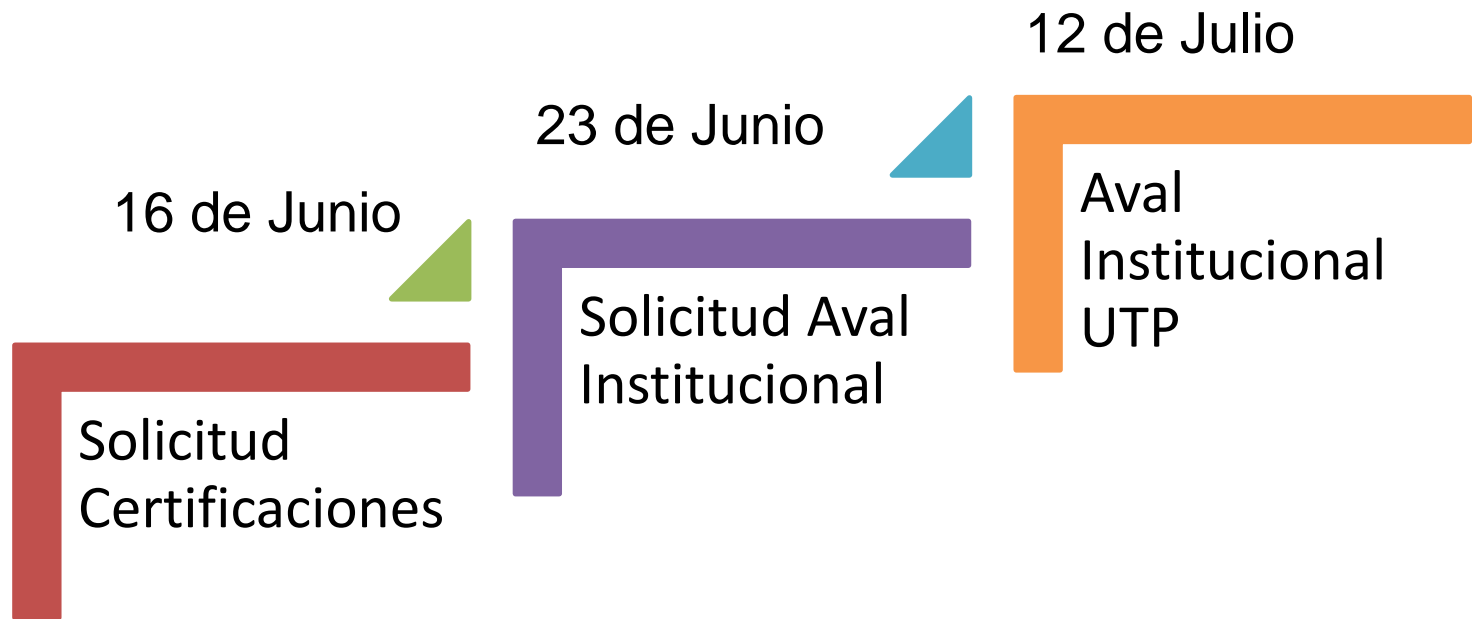 16 de Junio
Solicitud
Certificaciones
23 de Junio
Solicitud Aval
Institucional
12 de Julio
Aval
Institucional
UTP